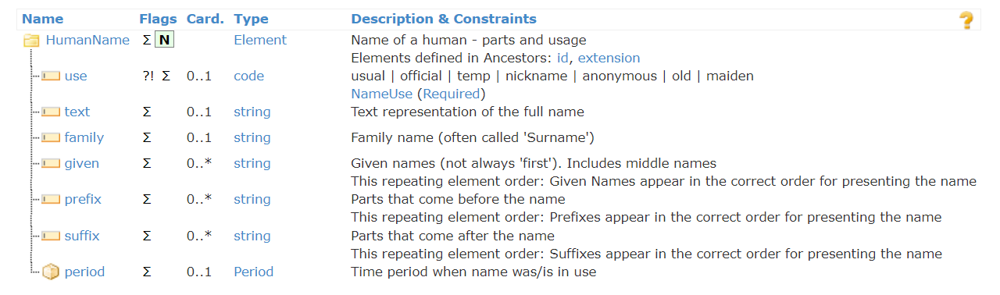 Name Flags Card. Type Description & Constraints ?
HumanName Σ N Element Name of a human - parts and usage
Elements defined in Ancestors: id, extension
use ?! Σ 0..1 code usual | official | temp | nickname | anonymous | old | maiden
NameUse (Required)
text Σ 0..1 string Text representation of the full name
family Σ 0..1 string Family name (often called 'Surname')
given Σ 0..* string Given names (not always 'first'). Includes middle names
This repeating element order: Given Names appear in the correct order for presenting the name
prefix Σ 0..* string Parts that come before the name
This repeating element order: Prefixes appear in the correct order for presenting the name
suffix Σ 0..* string Parts that come after the name
This repeating element order: Suffixes appear in the correct order for presenting the name
period Σ 0..1 Period Time period when name was/is in use